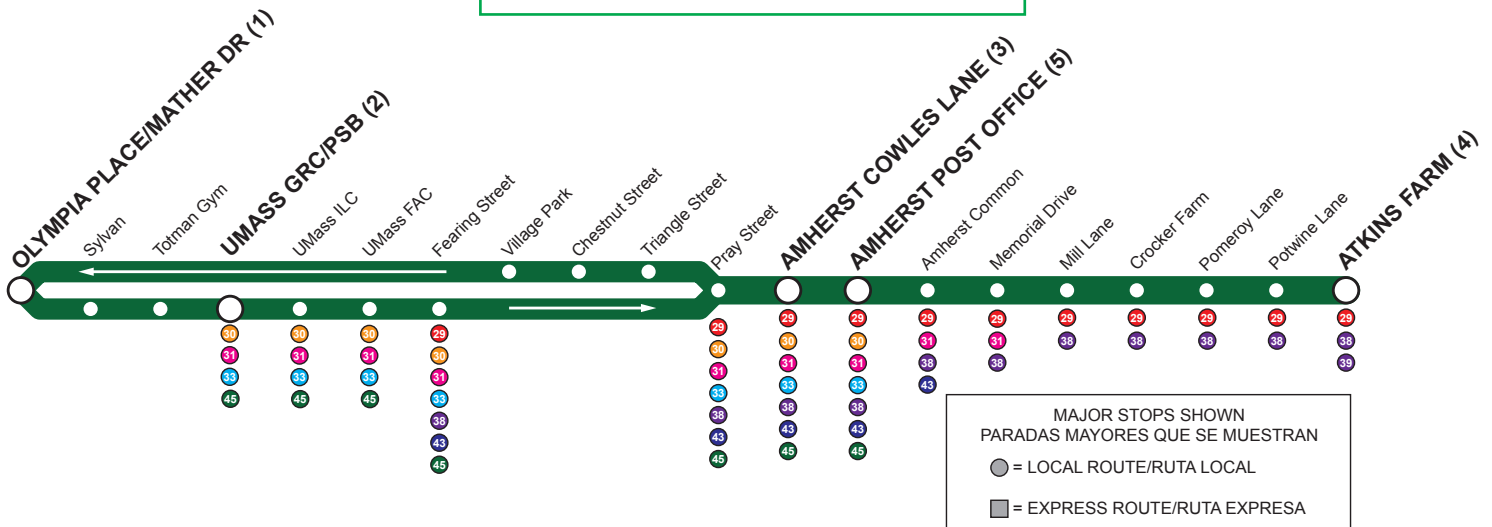 OLYMPIA PLACE/MATHER DR (1)
Sylvan
Totman Gym
UMASS GRC/PSB (2)
UMass ILC
UMass FAC
Fearing Street
Village Park
Chestnut Street
Triangle Street
Pray Street
AMHERST COWLES LANE (3)
AMHERST POST OFFICE (5)
Amherst Common
Memorial Drive
Mill Lane
Crocker Farm
Pomeroy Lane
Potwine Lane
ATKINS FARM (4)
30
31
33
45
30
31
33
45
30
31
33
45
29
30
31
33
38
43
45
29
30
31
33
38
43
45
29
30
31
33
38
43
45
29
30
31
33
38
43
45
29
31
38
43
29
31
38
29
38
29
38
29
38
29
38
29
38
39
MAJOR STOPS SHOWN
PARADAS MAYORES QUE SE MUESTRAN
= LOCAL ROUTE/RUTA LOCAL
= EXPRESS ROUTE/RUTA EXPRESA